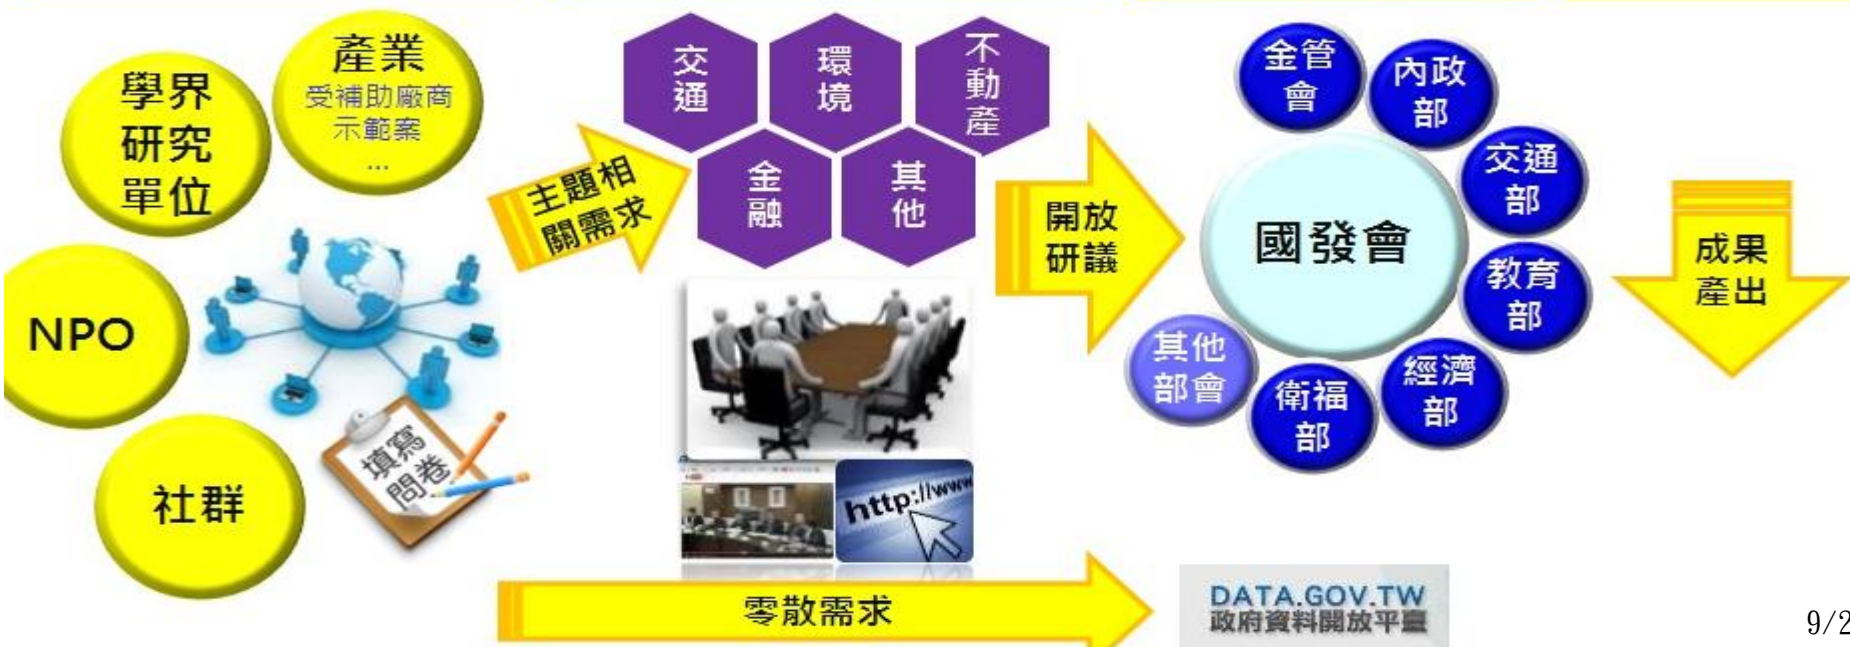 學界
研究
單位
產業
受補助廠商
示範案
...
NPO
社群
填寫
問卷
主題相
關需求
交
通
環
境
不
動
產
金
融
其
他
http://www
開放
研議
國發會
金管
會
內政
部
交通
部
教育
部
經濟
部
衛福
部
其他
部會
成果
產出
零散需求
DATA.GOV.TW
政府資料開放平臺
9/2